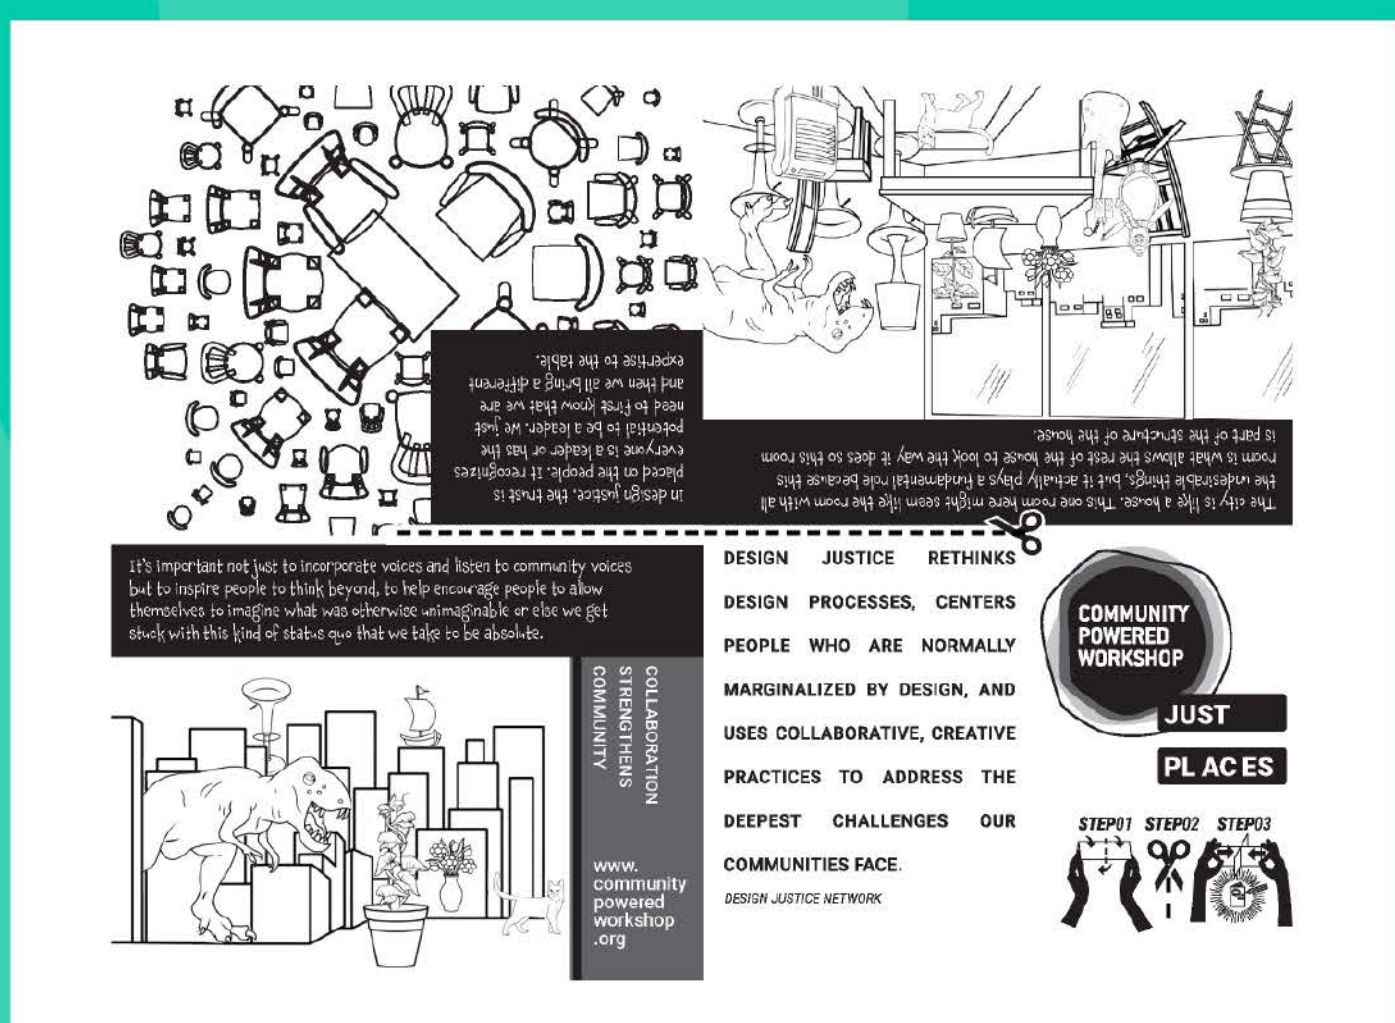 In design justice, the trust is
placed on the people. It recognizes
everyone is a leader or has the
potential to be a leader. We just
need to first know that we are
and then we all bring a different
expertise to the table.
The city is like a house. This one room here might seem like the room with all
the undesirable things, but it actually plays a fundamental role because this
room is what allows the rest of the house to look the way it does so this room
is part of the structure of the house.
It's important not just to incorporate voices and listen to community voices
but to inspire people to think beyond, to help encourage people to allow
themselves to imagine what was otherwise unimaginable or else we get
stuck with this kind of status quo that we take to be absolute.
COLLABORATION
STRENGTHENS
COMMUNITY
www.
community
powered
workshop
.org
DESIGN JUSTICE RETHINKS
DESIGN PROCESSES, CENTERS
PEOPLE WHO ARE NORMALLY
MARGINALIZED BY DESIGN, AND
USES COLLABORATIVE, CREATIVE
PRACTICES TO ADDRESS THE
DEEPEST CHALLENGES OUR
COMMUNITIES FACE.
DESIGN JUSTICE NETWORK
COMMUNITY
POWERED
WORKSHOP
JUST
PLACES
STEP01 STEP02 STEP03